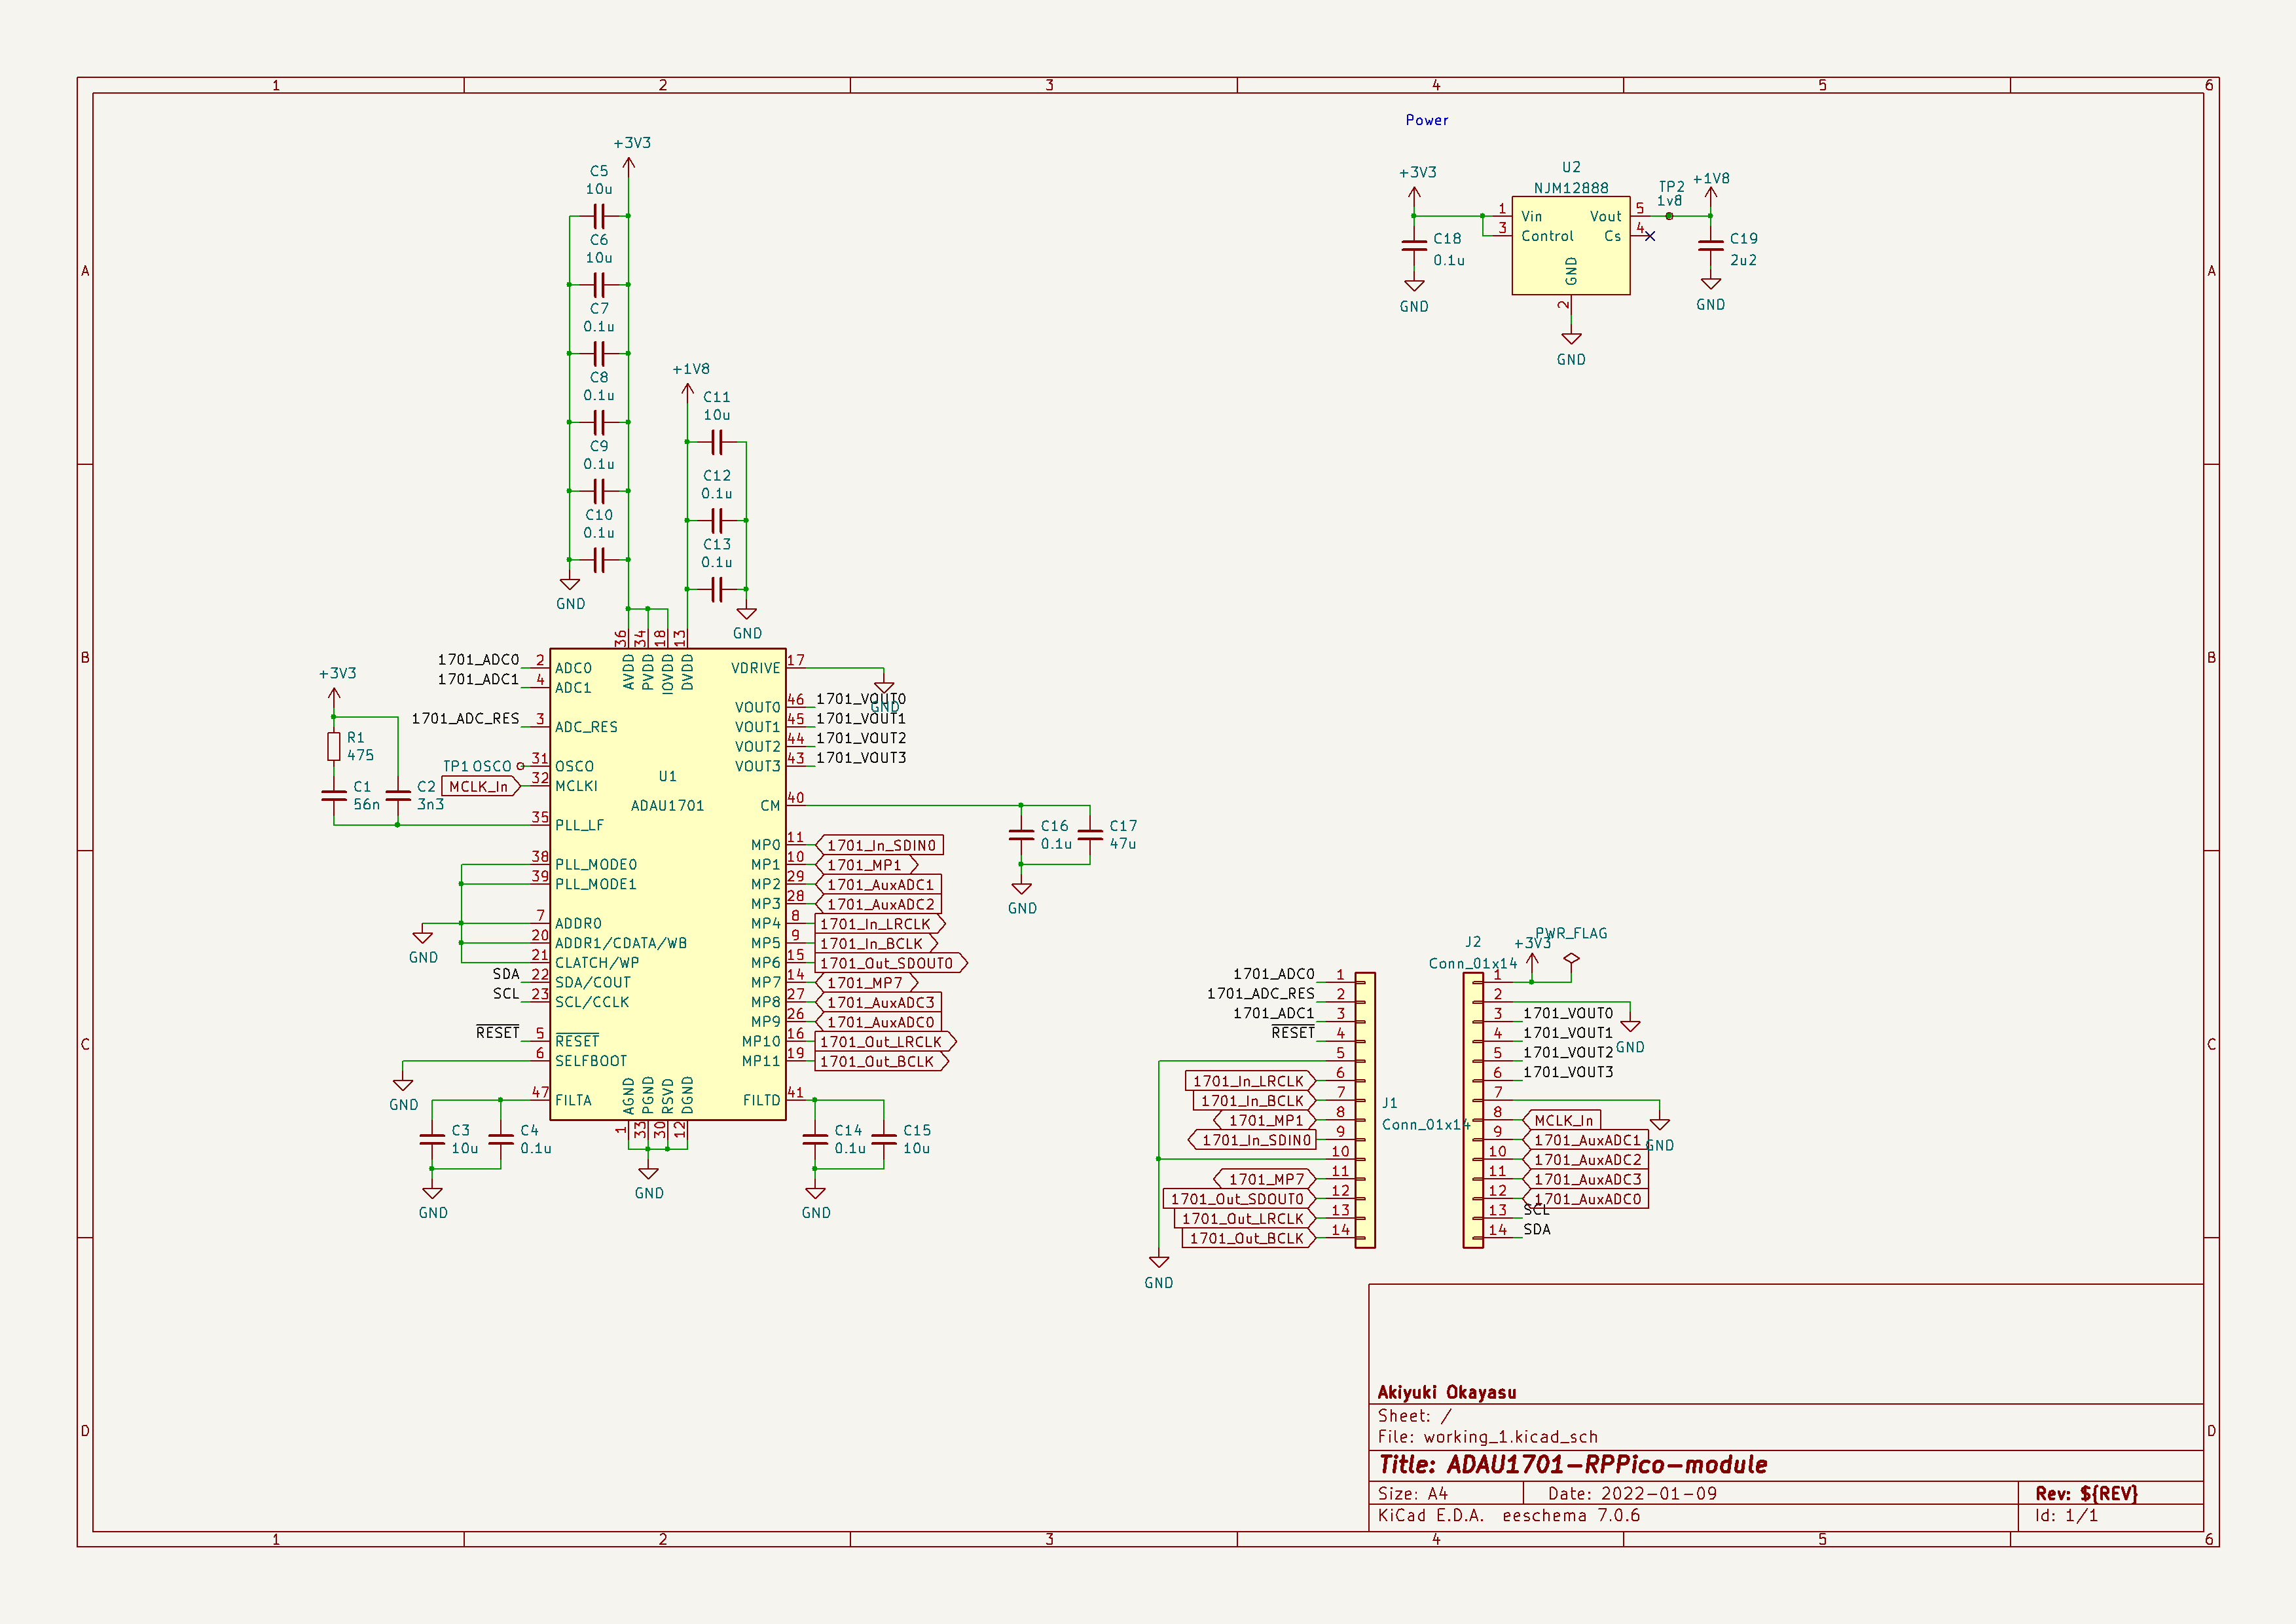 1 2 3 4 5 6
Power
+3V3
C5
10u
C6
10u
C7
0.1u
C8
0.1u
C9
0.1u
C10
0.1u
GND
+1V8
C11
10u
C12
0.1u
C13
0.1u
GND
+3V3
C18
0.1u
GND
U2
NJM12888
1 Vin Vout 5
3 Control Cs 4
GND
2
GND
TP2
1v8
+1V8
C19
2u2
GND
A A
B B
C C
D D
36 34 18 13
AVDD PVDD IOVDD DVDD
1701_ADC0 2 ADC0
1701_ADC1 4 ADC1
1701_ADC_RES 3 ADC_RES
TP1 OSCO 31 OSCO
MCLK_In 32 MCLKI
35 PLL_LF
38 PLL_MODE0
39 PLL_MODE1
7 ADDR0
20 ADDR1/CDATA/WB
21 CLATCH/WP
SDA 22 SDA/COUT
SCL 23 SCL/CCLK
RESET 5 RESET
6 SELFBOOT
47 FILTA
U1
ADAU1701
VDRIVE 17
GND
VOUT0 46 1701_VOUT0
VOUT1 45 1701_VOUT1
VOUT2 44 1701_VOUT2
VOUT3 43 1701_VOUT3
CM 40
MP0 11 1701_In_SDIN0
MP1 10 1701_MP1
MP2 29 1701_AuxADC1
MP3 28 1701_AuxADC2
MP4 8 1701_In_LRCLK
MP5 9 1701_In_BCLK
MP6 15 1701_Out_SDOUT0
MP7 14 1701_MP7
MP8 27 1701_AuxADC3
MP9 26 1701_AuxADC0
MP10 16 1701_Out_LRCLK
MP11 19 1701_Out_BCLK
FILTD 41
AGND PGND RSVD DGND
1 33 30 12
GND
+3V3
R1
475
C1
56n
C2
3n3
GND
GND
C3
10u
C4
0.1u
GND
C14
0.1u
C15
10u
GND
C16
0.1u
C17
47u
GND
1701_ADC0 1
1701_ADC_RES 2
1701_ADC1 3
RESET 4
5
1701_In_LRCLK 6
1701_In_BCLK 7
1701_MP1 8
1701_In_SDIN0 9
10
1701_MP7 11
1701_Out_SDOUT0 12
1701_Out_LRCLK 13
1701_Out_BCLK 14
GND
J1
Conn_01x14
J2
Conn_01x14
+3V3
PWR_FLAG
1
2
GND
3 1701_VOUT0
4 1701_VOUT1
5 1701_VOUT2
6 1701_VOUT3
7
GND
8 MCLK_In
9 1701_AuxADC1
10 1701_AuxADC2
11 1701_AuxADC3
12 1701_AuxADC0
13 SCL
14 SDA
Akiyuki Okayasu
Sheet: /
File: working_1.kicad_sch
Title: ADAU1701-RPPico-module
Size: A4 Date: 2022-01-09 Rev: ${REV}
KiCad E.D.A. eeschema 7.0.6 Id: 1/1
1 2 3 4 5 6